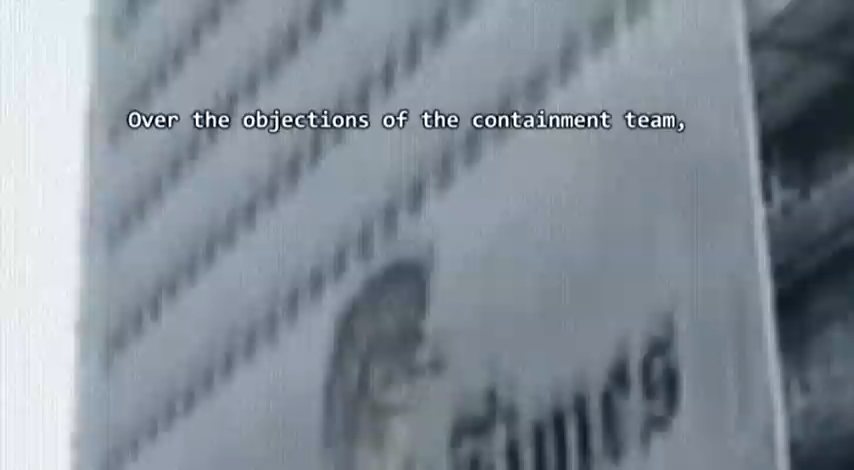 Over the objections of the containment team,